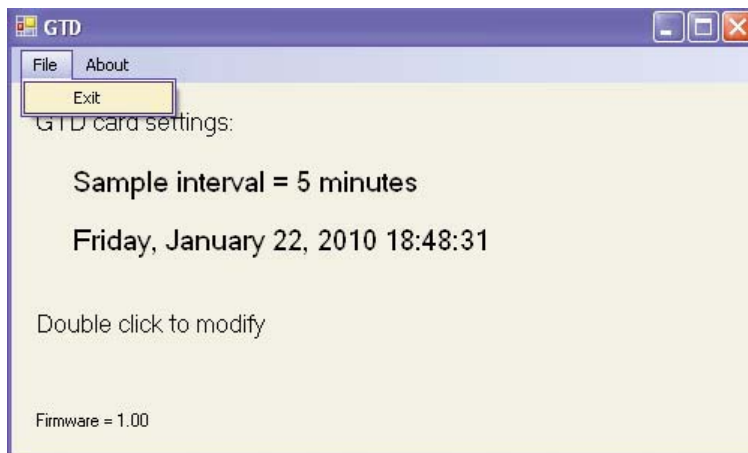 GTD
File About
Exit
GTD card settings:
Sample interval = 5 minutes
Friday, January 22, 2010 18:48:31
Double click to modify
Firmware = 1.00